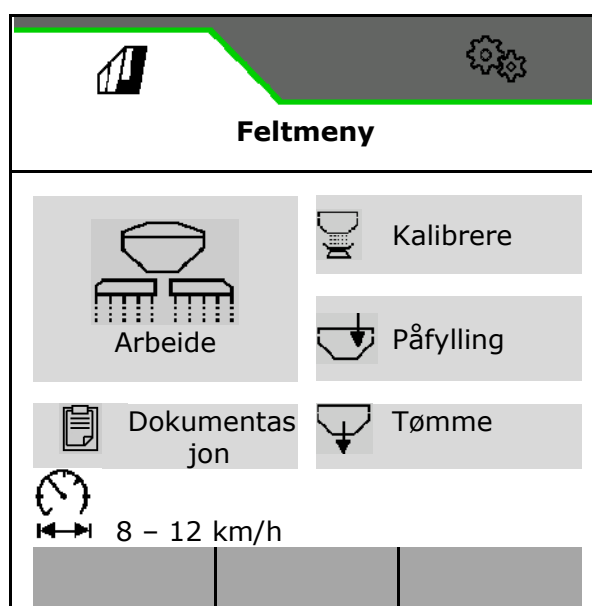 Feltmeny
Kalibrere
Arbeide
Påfylling
Dokumentas
jon
Tømme
8 – 12 km/h